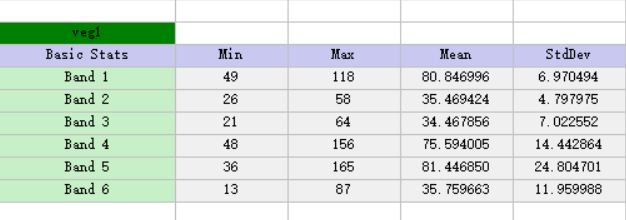 veg1
Basic Stats Min Max Mean StdDev
Band 1 49 118 80.846996 6.970494
Band 2 26 58 35.469424 4.797975
Band 3 21 64 34.467856 7.022552
Band 4 48 156 75.594005 14.442864
Band 5 36 165 81.446850 24.804701
Band 6 13 87 35.759663 11.959988